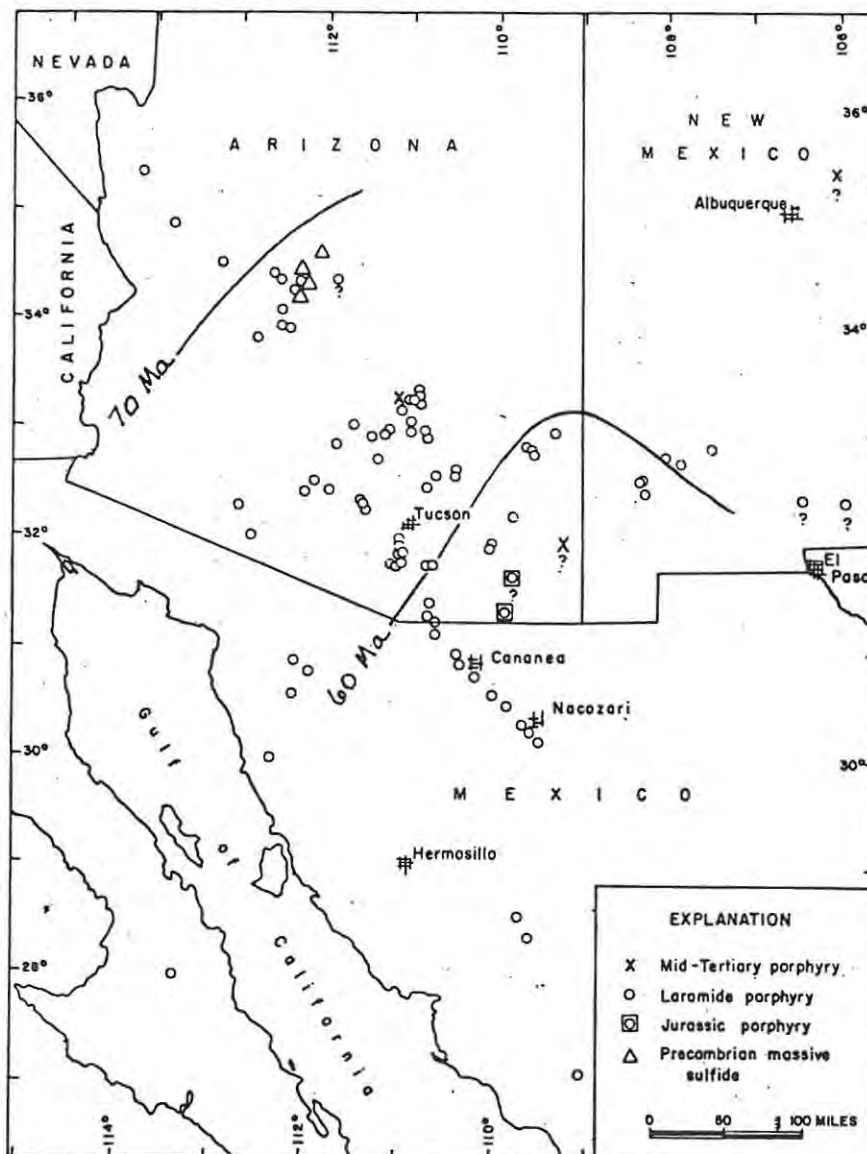 112°
110°
108°
106°
NEVADA
36°
36°
ARIZONA
NEW
MEXICO
?
Albuquerque
CALIFORNIA
34°
?
34°
70 Ma
32°
Tucson
?
?
?
?
El
Paso
60 Ma
Cananea
Nacozari
30°
30°
Gulf
of
California
MEXICO
Hermosillo
28°
EXPLANATION
X Mid-Tertiary porphyry
Laramide porphyry
Jurassic porphyry
Precambrian massive
sulfide
0 50 100 MILES
114°
112°
110°